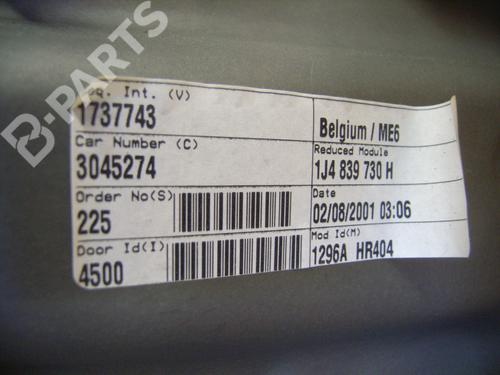 B-PARTS
Int. (V)
1737743
Car Number (C)
3045274
Order No(S)
225
Door Id(I)
4500
Belgium / ME6
Reduced Module
1J4 839 730 H
Date
02/08/2001 03:06
Mod Id(M)
1296A HR404